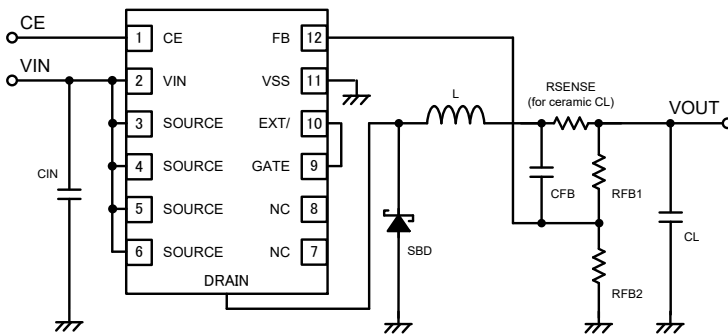 CE
VIN
1 CE FB 12
2 VIN VSS 11
3 SOURCE EXT/ 10
4 SOURCE GATE 9
5 SOURCE NC 8
6 SOURCE NC 7
DRAIN
CIN
L
RSENSE
(for ceramic CL)
VOUT
CFB
RFB1
SBD
CL
RFB2